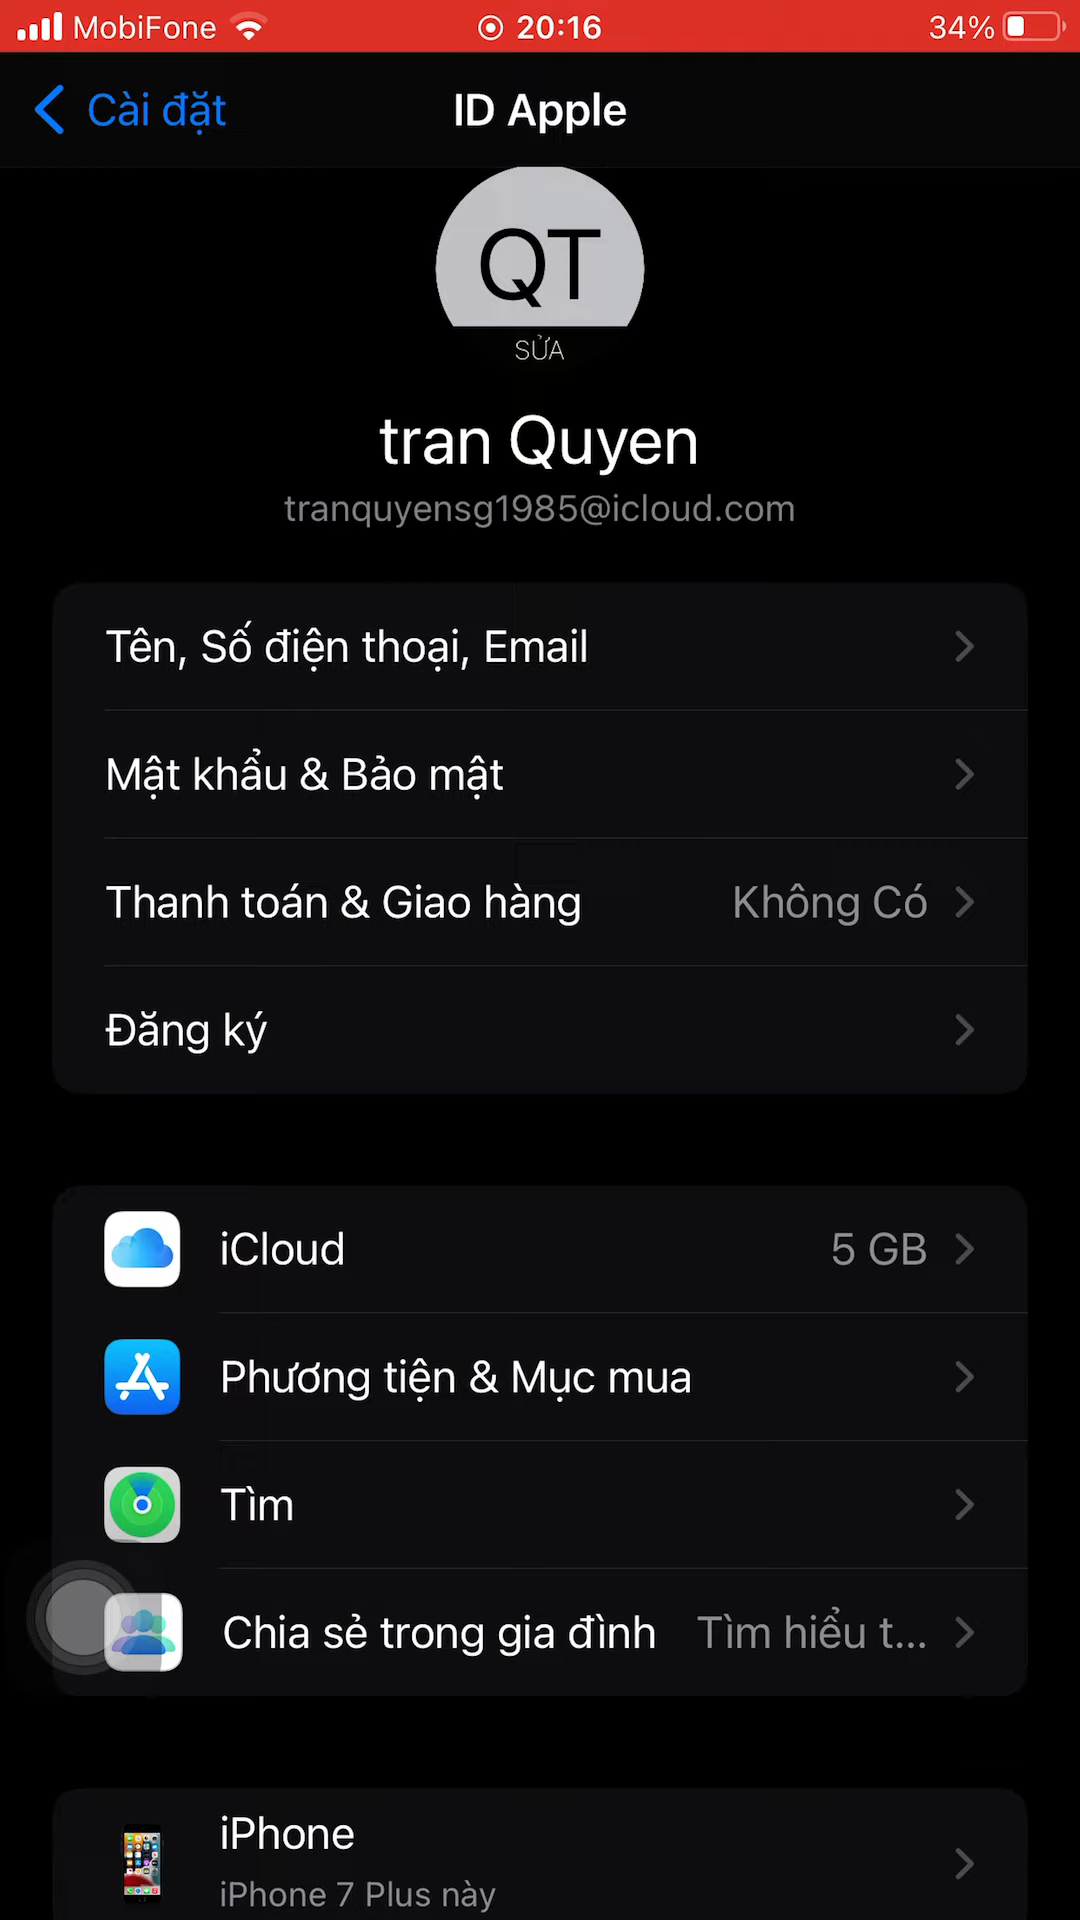 MobiFone 20:16 34%
Cài đặt ID Apple
QT
SỬA
tran Quyen
tranquyensg1985@icloud.com
Tên, Số điện thoại, Email
Mật khẩu & Bảo mật
Thanh toán & Giao hàng Không Có
Đăng ký
iCloud 5 GB
Phương tiện & Mục mua
Tìm
Chia sẻ trong gia đình Tìm hiểu t...
iPhone
iPhone 7 Plus này